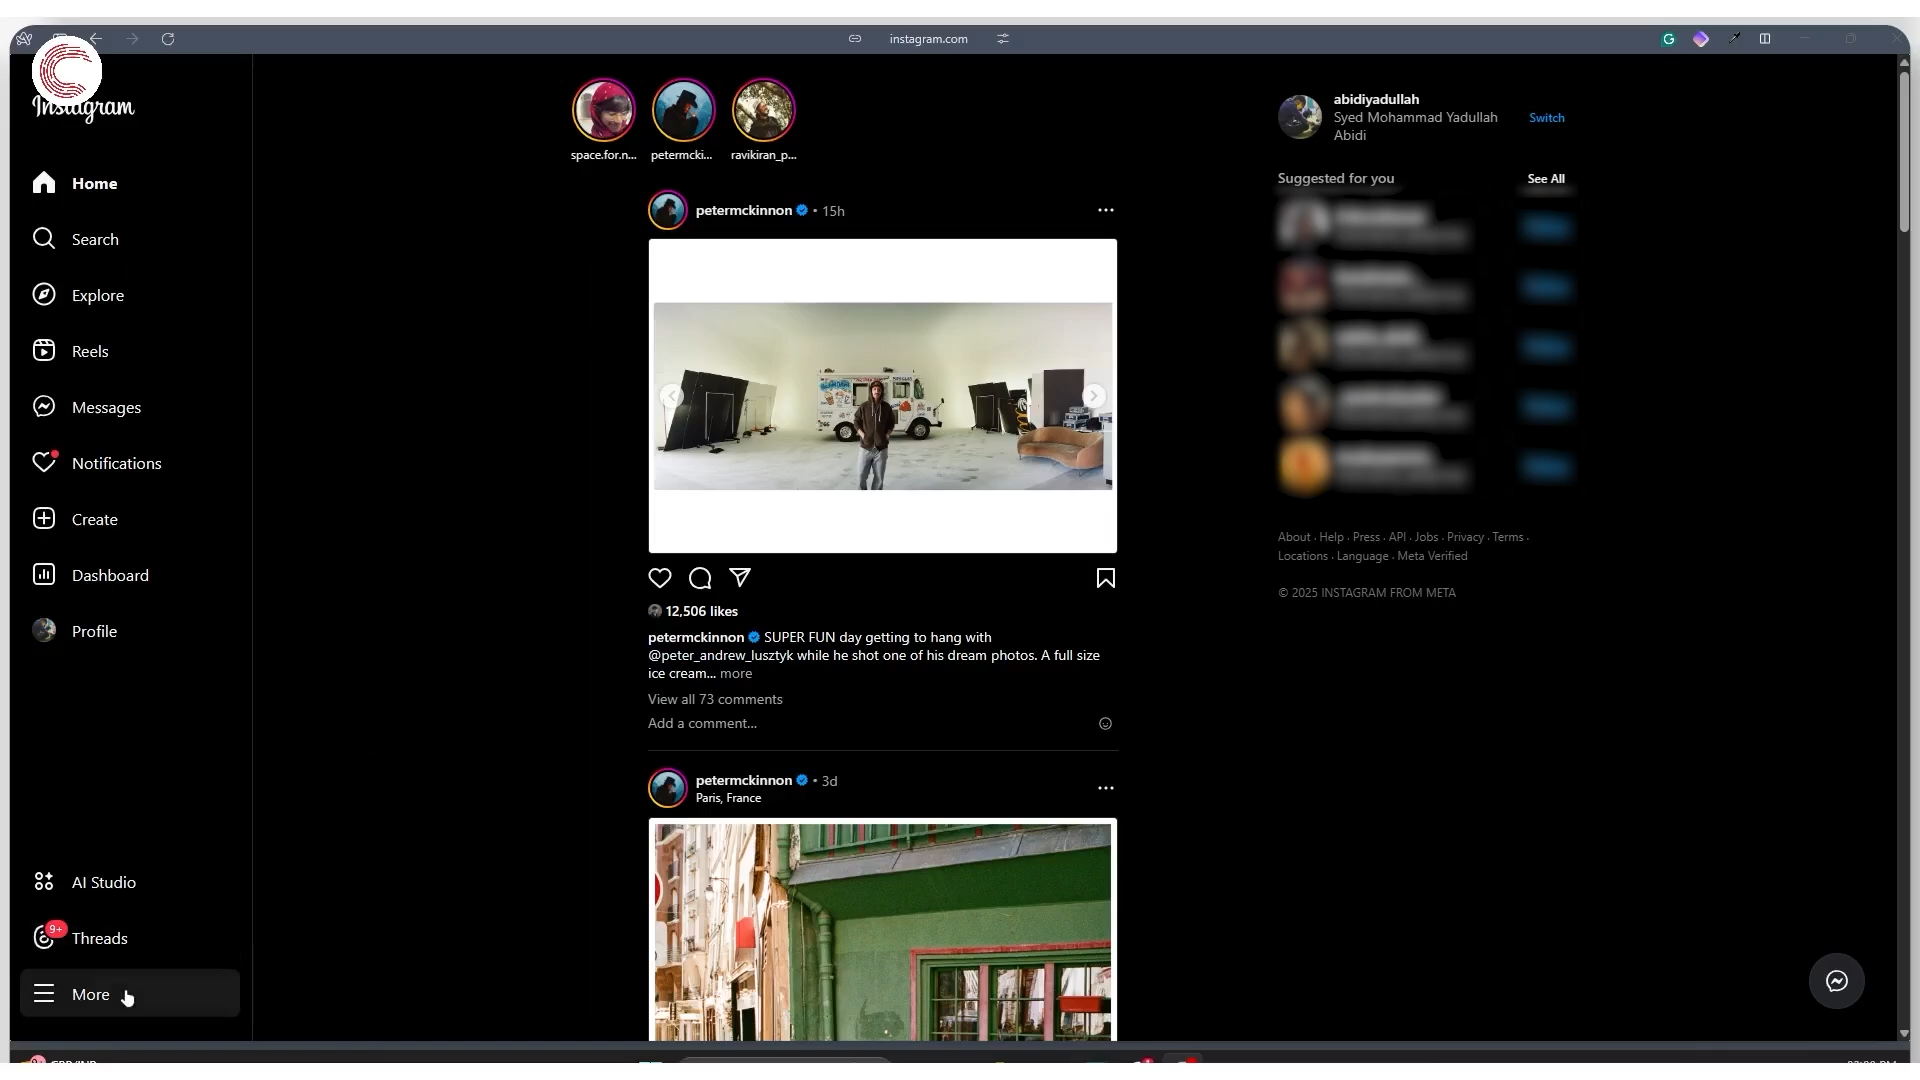 instagram.com
Instagram
Home
Search
Explore
Reels
Messages
Notifications
Create
Dashboard
Profile
AI Studio
9+
Threads
More
space.for.n...
petermcki...
ravikiran_p...
petermckinnon • 15h
12,506 likes
petermckinnon SUPER FUN day getting to hang with
@peter_andrew_lusztyk while he shot one of his dream photos. A full size
ice cream... more
View all 73 comments
Add a comment...
petermckinnon • 3d
Paris, France
abidiyadullah
Syed Mohammad Yadullah
Abidi
Switch
Suggested for you
See All
About · Help · Press · API · Jobs · Privacy · Terms ·
Locations · Language · Meta Verified
© 2025 INSTAGRAM FROM META